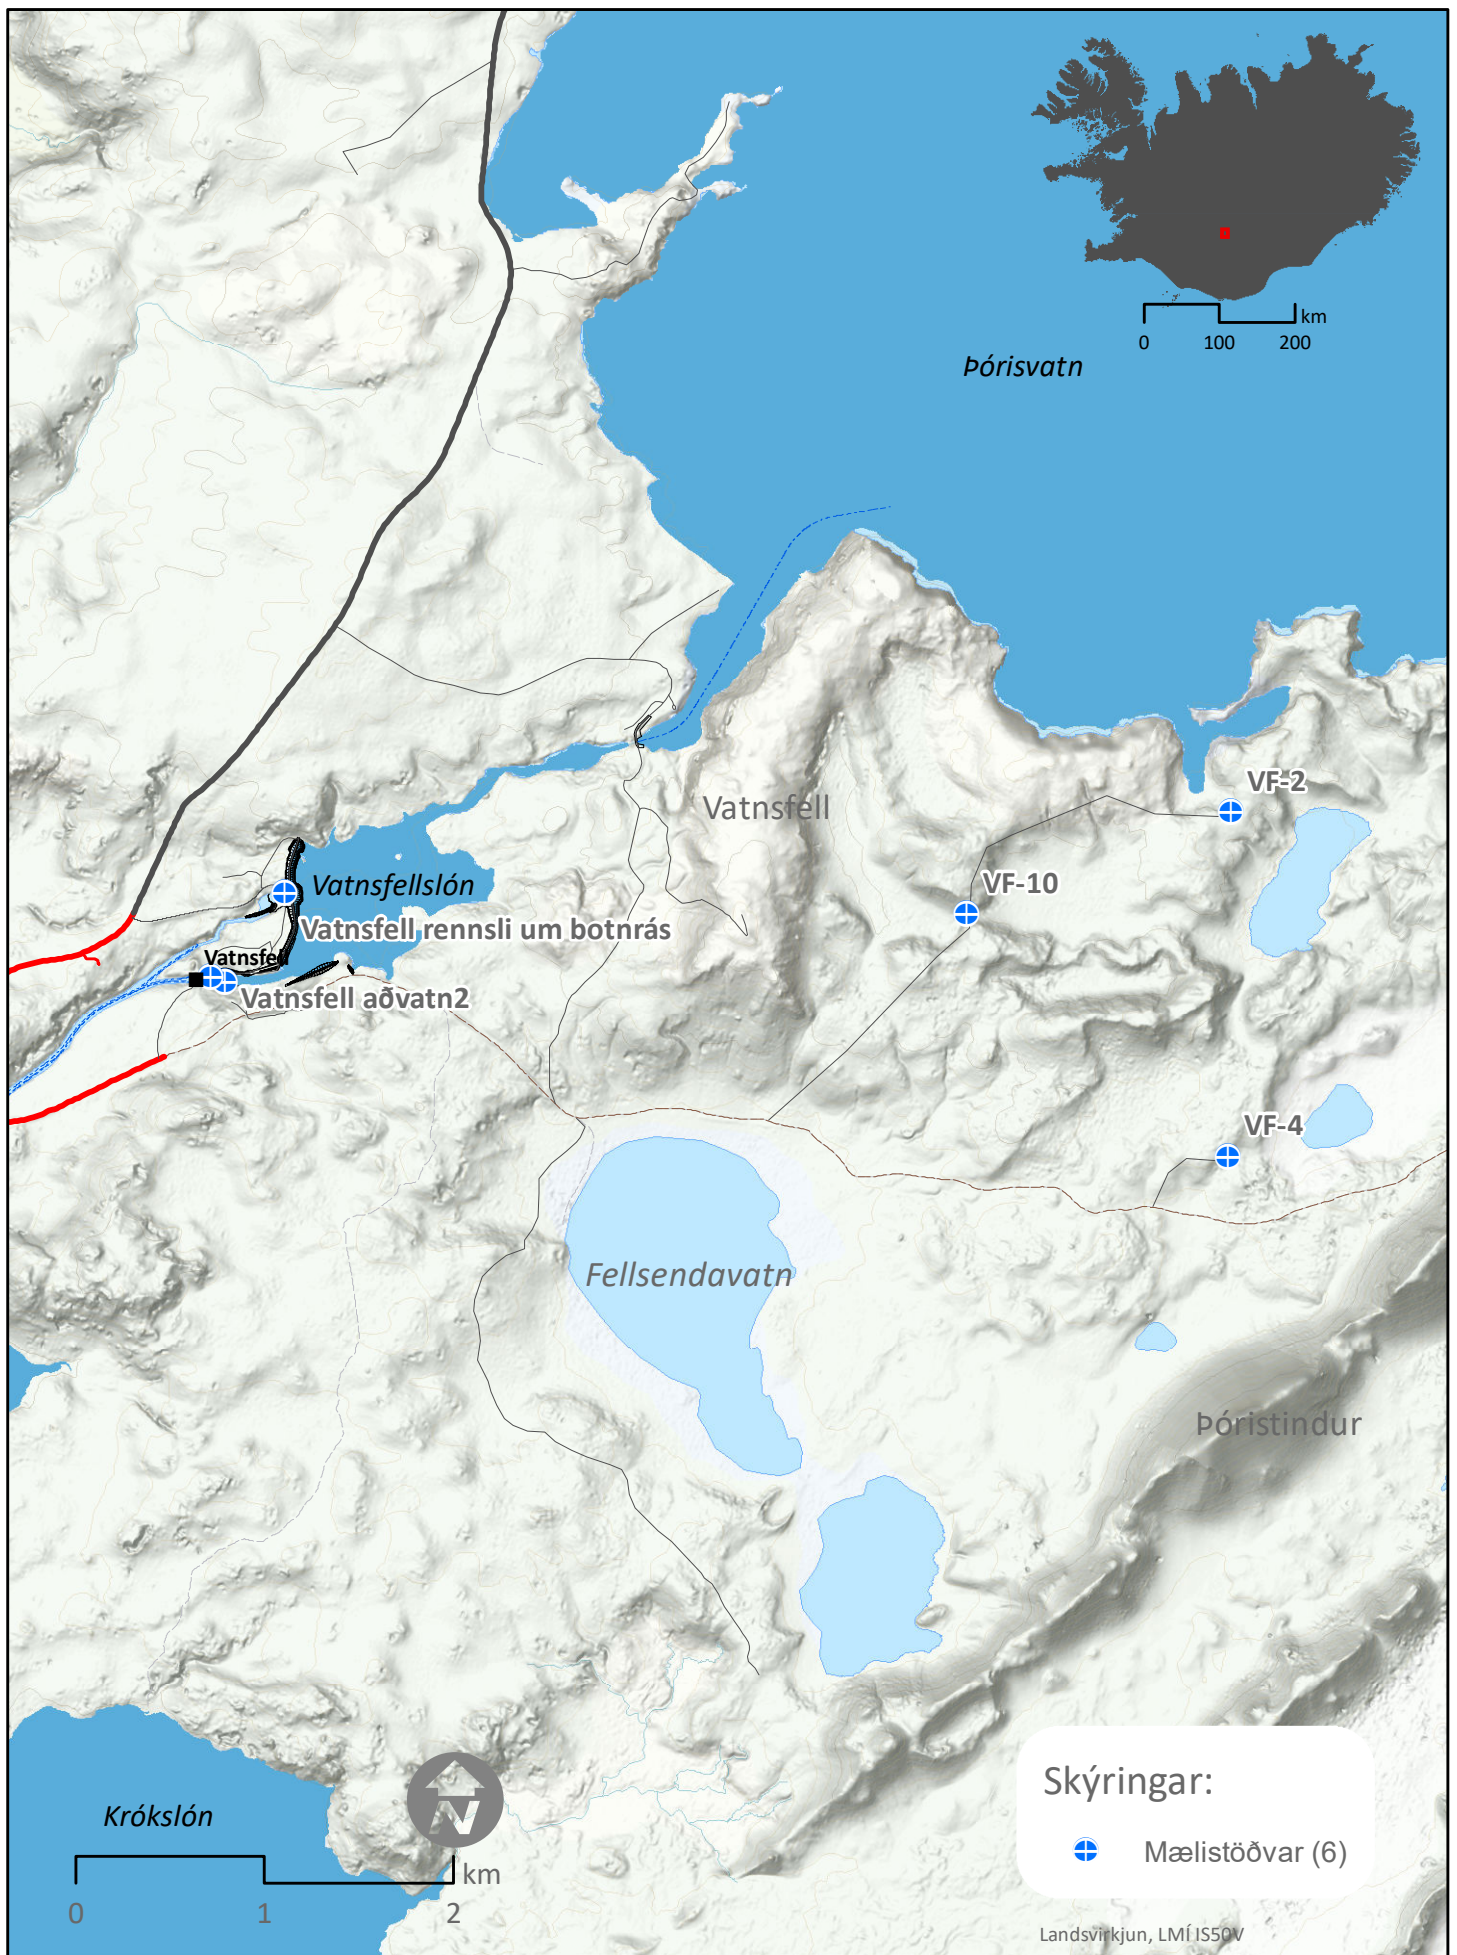 km
0 100 200
Þórisvatn
VF-2
Vatnsfell
VF-10
Vatnsfellslón
Vatnsfell rennsli um botnrás
Vatnsfell
Vatnsfell aðvatn2
VF-4
Fellsendavatn
Þóristindur
Skýringar:
Mælistöðvar (6)
Krókslón
N
km
0 1 2
Landsvirkjun, LMÍ IS50V